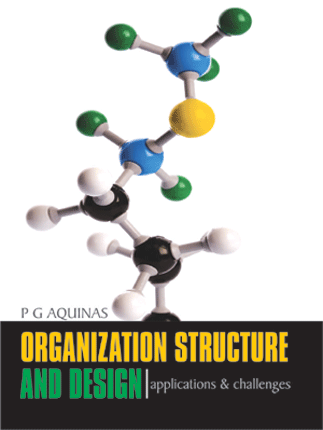 P G AQUINAS
ORGANIZATION STRUCTURE
AND DESIGN applications & challenges